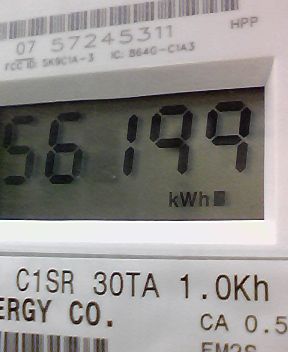 07 57245311
HPP
FCC ID: SK9C1A-3 IC: 864G-C1A3
56199
kWh
C1SR 30TA 1.0Kh
ERGY CO.
CA 0.5
FM2S